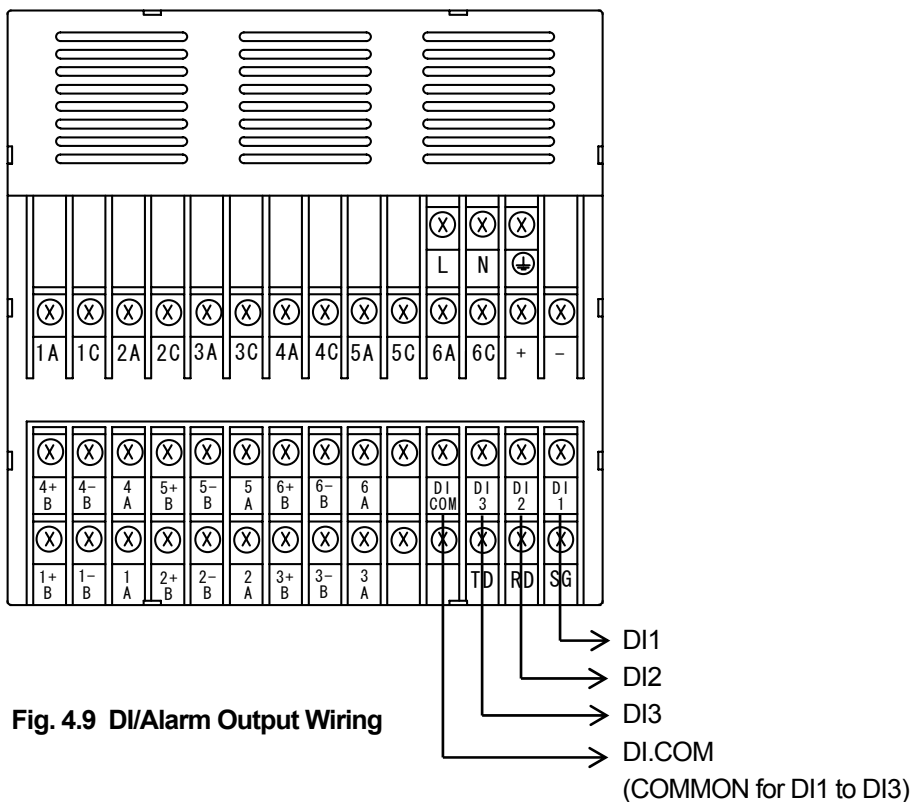 L N
1A 1C 2A 2C 3A 3C 4A 4C 5A 5C 6A 6C + -
4+ 4- 4 5+ 5- 5 6+ 6- 6 DI DI DI DI
B B A B B A B B A COM 3 2 1
1+ 1- 1 2+ 2- 2 3+ 3- 3 TD RD SG
B B A B B A B B A
DI1
DI2
DI3
DI.COM
(COMMON for DI1 to DI3)
Fig. 4.9 DI/Alarm Output Wiring